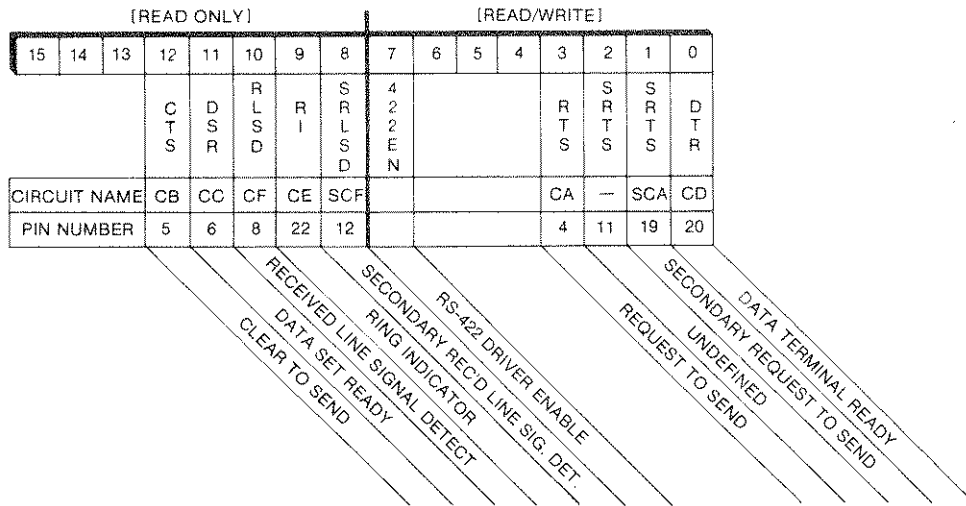 [READ ONLY] [READ/WRITE]
15 14 13 12 11 10 9 8 7 6 5 4 3 2 1 0
CTS DSR RLSD RI SRLSD 422EN RTS SRTS SRTS DTR
CIRCUIT NAME CB CC CF CE SCF CA — SCA CD
PIN NUMBER 5 6 8 22 12 4 11 19 20
CLEAR TO SEND
DATA SET READY
RECEIVED LINE SIGNAL DETECT
RING INDICATOR
SECONDARY REC'D LINE SIG. DET.
RS-422 DRIVER ENABLE
REQUEST TO SEND
UNDEFINED
SECONDARY REQUEST TO SEND
DATA TERMINAL READY